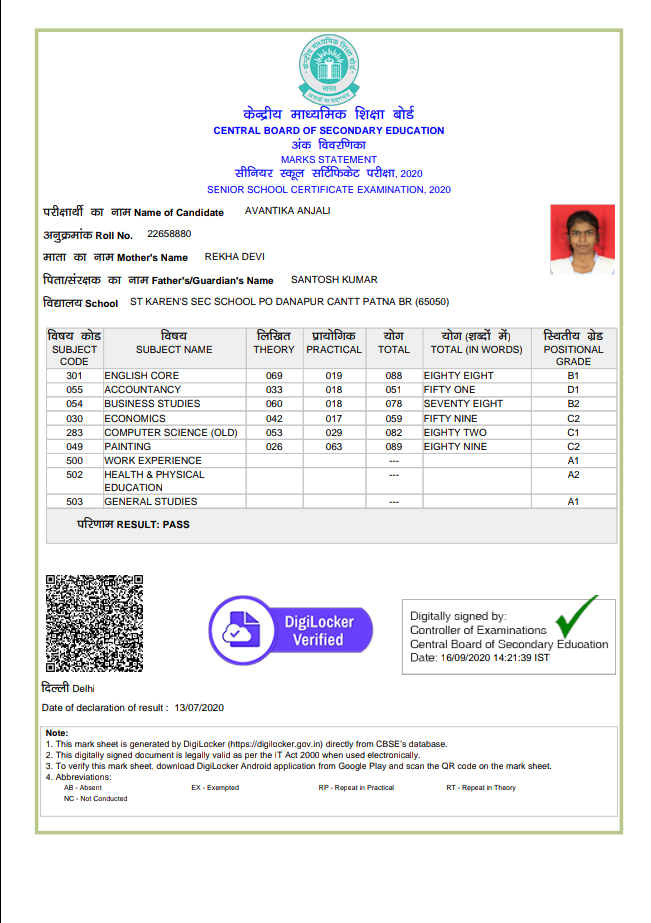 केन्द्रीय माध्यमिक शिक्षा बोर्ड
भारत
असतो मा सद्गमय
केन्द्रीय माध्यमिक शिक्षा बोर्ड
CENTRAL BOARD OF SECONDARY EDUCATION
अंक विवरणिका
MARKS STATEMENT
सीनियर स्कूल सर्टिफिकेट परीक्षा, 2020
SENIOR SCHOOL CERTIFICATE EXAMINATION, 2020
परीक्षार्थी का नाम Name of Candidate AVANTIKA ANJALI
अनुक्रमांक Roll No. 22658880
माता का नाम Mother's Name REKHA DEVI
पिता/संरक्षक का नाम Father's/Guardian's Name SANTOSH KUMAR
विद्यालय School ST KAREN'S SEC SCHOOL PO DANAPUR CANTT PATNA BR (65050)
विषय कोड विषय लिखित प्रायोगिक योग योग (शब्दों में) स्थितीय ग्रेड
SUBJECT SUBJECT NAME THEORY PRACTICAL TOTAL TOTAL (IN WORDS) POSITIONAL
CODE GRADE
301 ENGLISH CORE 069 019 088 EIGHTY EIGHT B1
055 ACCOUNTANCY 033 018 051 FIFTY ONE D1
054 BUSINESS STUDIES 060 018 078 SEVENTY EIGHT B2
030 ECONOMICS 042 017 059 FIFTY NINE C2
283 COMPUTER SCIENCE (OLD) 053 029 082 EIGHTY TWO C1
049 PAINTING 026 063 089 EIGHTY NINE C2
500 WORK EXPERIENCE --- A1
502 HEALTH & PHYSICAL --- A2
EDUCATION
503 GENERAL STUDIES --- A1
परिणाम RESULT: PASS
DigiLocker
Verified
Digitally signed by:
Controller of Examinations
Central Board of Secondary Education
Date: 16/09/2020 14:21:39 IST
दिल्ली Delhi
Date of declaration of result : 13/07/2020
Note:
1. This mark sheet is generated by DigiLocker (https://digilocker.gov.in) directly from CBSE's database.
2. This digitally signed document is legally valid as per the IT Act 2000 when used electronically.
3. To verify this mark sheet, download DigiLocker Android application from Google Play and scan the QR code on the mark sheet.
4. Abbreviations:
AB - Absent EX - Exempted RP - Repeat in Practical RT - Repeat in Theory
NC - Not Conducted